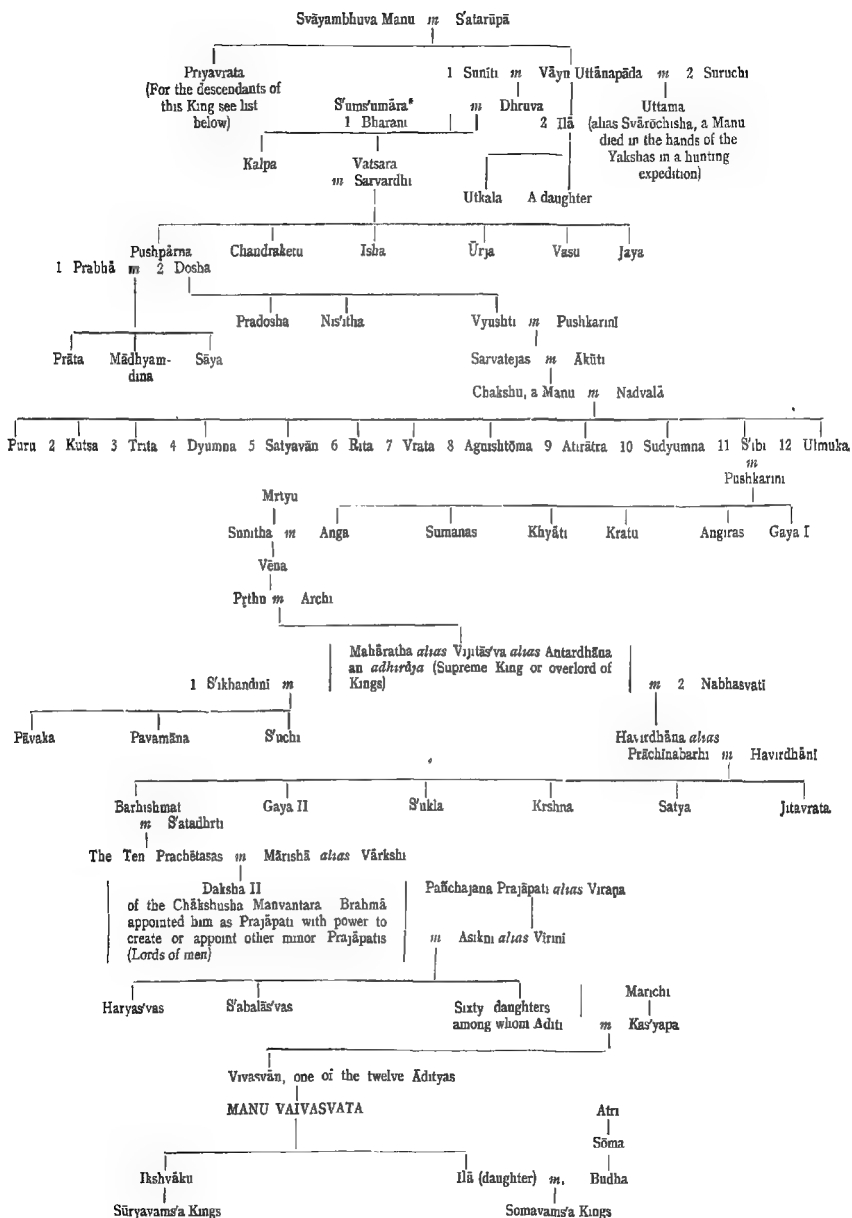 Svāyambhuva Manu m S'atarūpā
Priyavrata 1 Sunīti m Vāyn Uttānapāda m 2 Suruchi
(For the descendants of
this King see list
below)
S'ums'umāra* m Dhruva Uttama
1 Bharani 2 Ilā (alias Svārōchisha, a Manu
died in the hands of the
Yakshas in a hunting
expedition)
Kalpa Vatsara
m Sarvardhi
Utkala A daughter
Pushpārna Chandraketu Isha Ūrja Vasu Jaya
1 Prabhā m 2 Dosha
Pradosha Nis'itha Vyushti m Pushkarinī
Prāta Mādhyam- Sāya
dina
Sarvatejas m Ākūti
Chakshu, a Manu m Nadvalā
Puru 2 Kutsa 3 Trita 4 Dyumna 5 Satyavān 6 Rita 7 Vrata 8 Agnishtōma 9 Atirātra 10 Sudyumna 11 S'ibi 12 Ulmuka
m
Pushkarini
Mrtyu
Sunitha m Anga Sumanas Khyāti Kratu Angiras Gaya I
Vēna
Pṛthu m Archi
Mahāratha alias Vijitās'va alias Antardhāna
an adhirāja (Supreme King or overlord of
Kings)
1 S'ikhandini m m 2 Nabhasvati
Pāvaka Pavamāna S'uchi
Havirdhāna alias
Prāchīnabarhi m Havirdhānī
Barhishmat Gaya II S'ukla Krshna Satya Jitavrata
m S'atadhrti
The Ten Prachētasas m Mārishā alias Vārkshi
Daksha II
of the Chākshusha Manvantara Brahmā
appointed him as Prajāpati with power to
create or appoint other minor Prajāpatis
(Lords of men)
Pañchajana Prajāpati alias Virapa
m Asikni alias Virini
Haryas'vas S'abalās'vas Sixty daughters
among whom Aditi m Kas'yapa
Marichi
Vivasvān, one of the twelve Ādityas
MANU VAIVASVATA
Atri
Sōma
Ikshvāku Ilā (daughter) m. Budha
Sūryavams'a Kings Somavams'a Kings